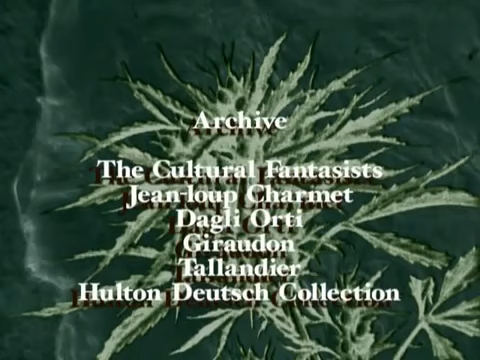 Archive
The Cultural Fantasists
Jean-loup Charmet
Dagli Orti
Giraudon
Tallandier
Hulton Deutsch Collection